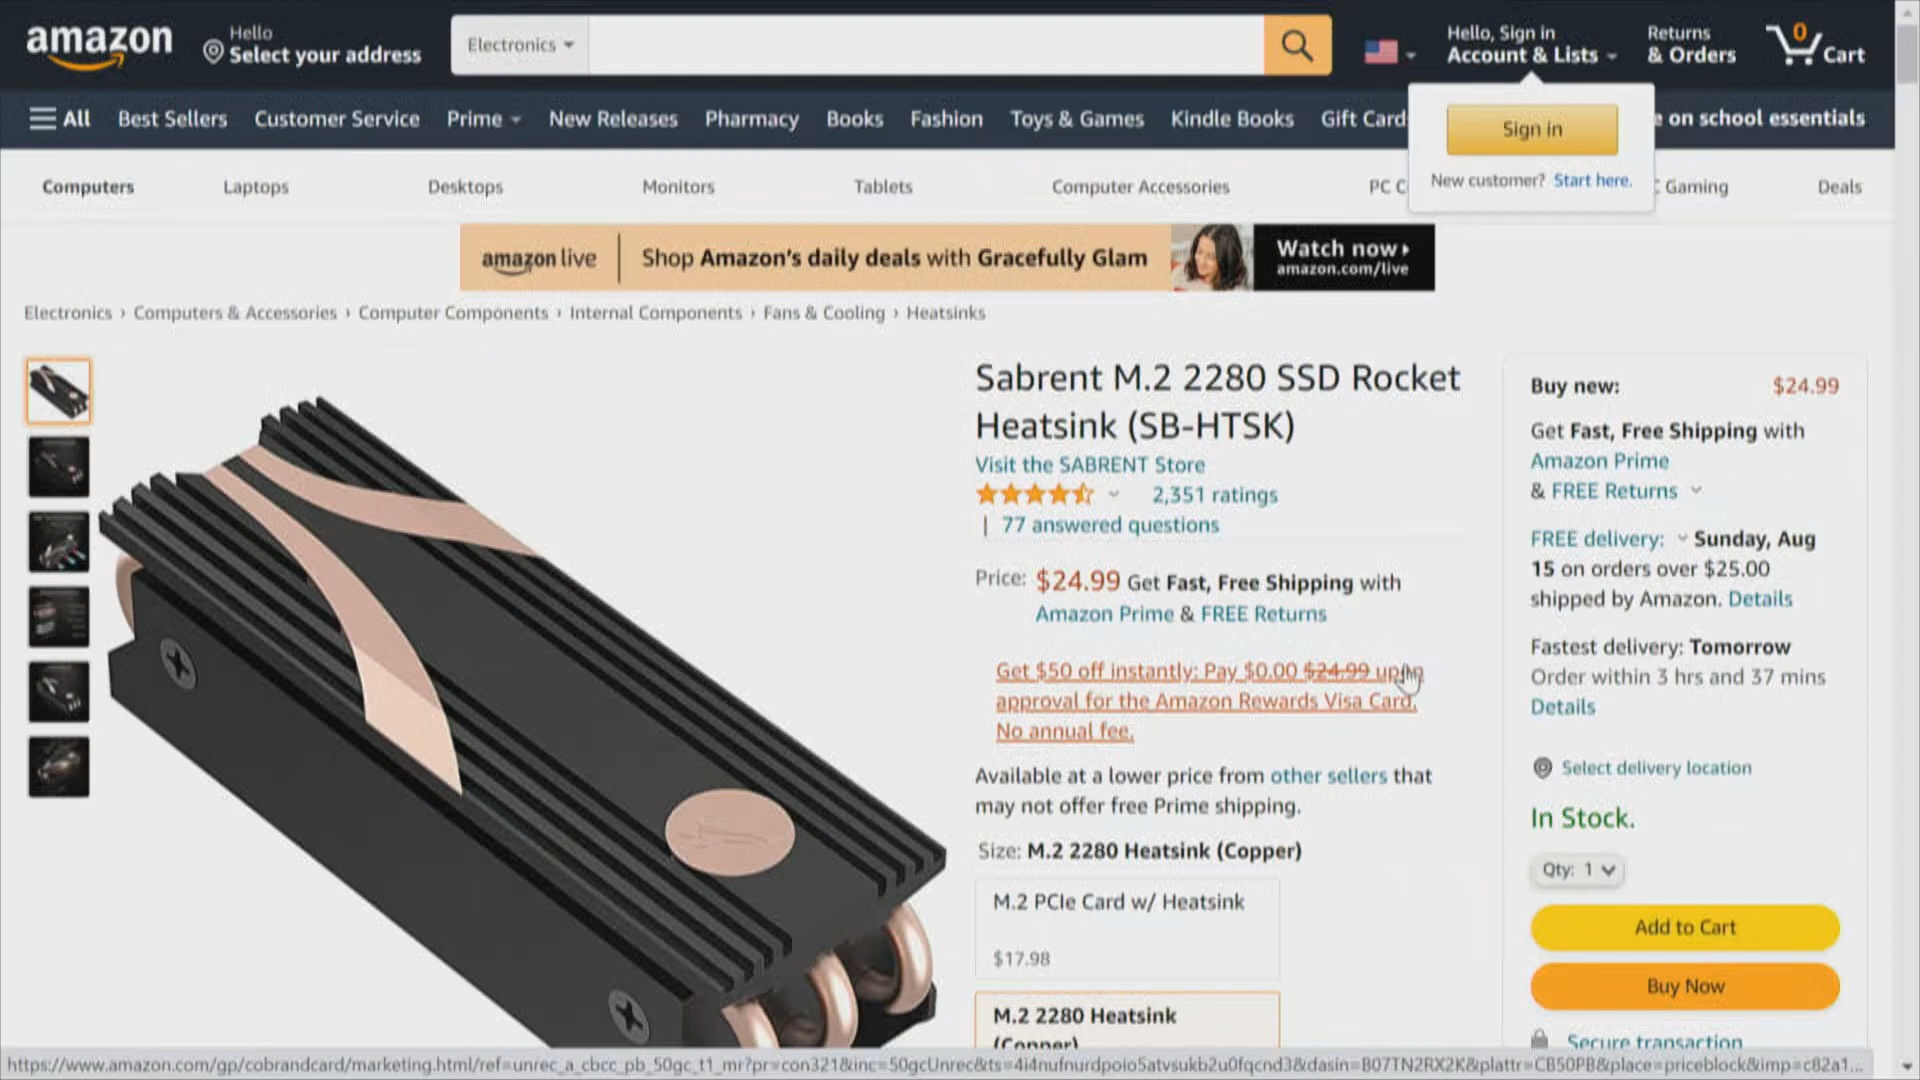 amazon
Hello
Select your address
Electronics
Hello, Sign in
Account & Lists
Returns
& Orders
0
Cart
All
Best Sellers
Customer Service
Prime
New Releases
Pharmacy
Books
Fashion
Toys & Games
Kindle Books
Gift Card
e on school essentials
Sign in
New customer? Start here.
Computers
Laptops
Desktops
Monitors
Tablets
Computer Accessories
PC C
Gaming
Deals
amazon live
Shop Amazon's daily deals with Gracefully Glam
Watch now
amazon.com/live
Electronics › Computers & Accessories › Computer Components › Internal Components › Fans & Cooling › Heatsinks
Sabrent M.2 2280 SSD Rocket
Heatsink (SB-HTSK)
Visit the SABRENT Store
2,351 ratings
| 77 answered questions
Price: $24.99 Get Fast, Free Shipping with
Amazon Prime & FREE Returns
Get $50 off instantly: Pay $0.00 $24.99 upon
approval for the Amazon Rewards Visa Card.
No annual fee.
Available at a lower price from other sellers that
may not offer free Prime shipping.
Size: M.2 2280 Heatsink (Copper)
M.2 PCIe Card w/ Heatsink
$17.98
M.2 2280 Heatsink
(Copper)
Buy new:
$24.99
Get Fast, Free Shipping with
Amazon Prime
& FREE Returns
FREE delivery: Sunday, Aug
15 on orders over $25.00
shipped by Amazon. Details
Fastest delivery: Tomorrow
Order within 3 hrs and 37 mins
Details
Select delivery location
In Stock.
Qty: 1
Add to Cart
Buy Now
Secure transaction